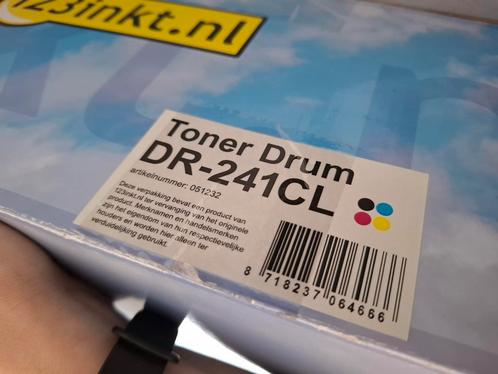 123inkt.nl
Toner Drum
DR-241CL
artikelnummer: 051232
Deze verpakking bevat een product van
123inkt.nl ter vervanging van het originele
product. Merknamen en handelsmerken
zijn het eigendom van hun respectievelijke
houders en worden hier alleen ter
verduidelijking gebruikt.
8 718237 064666